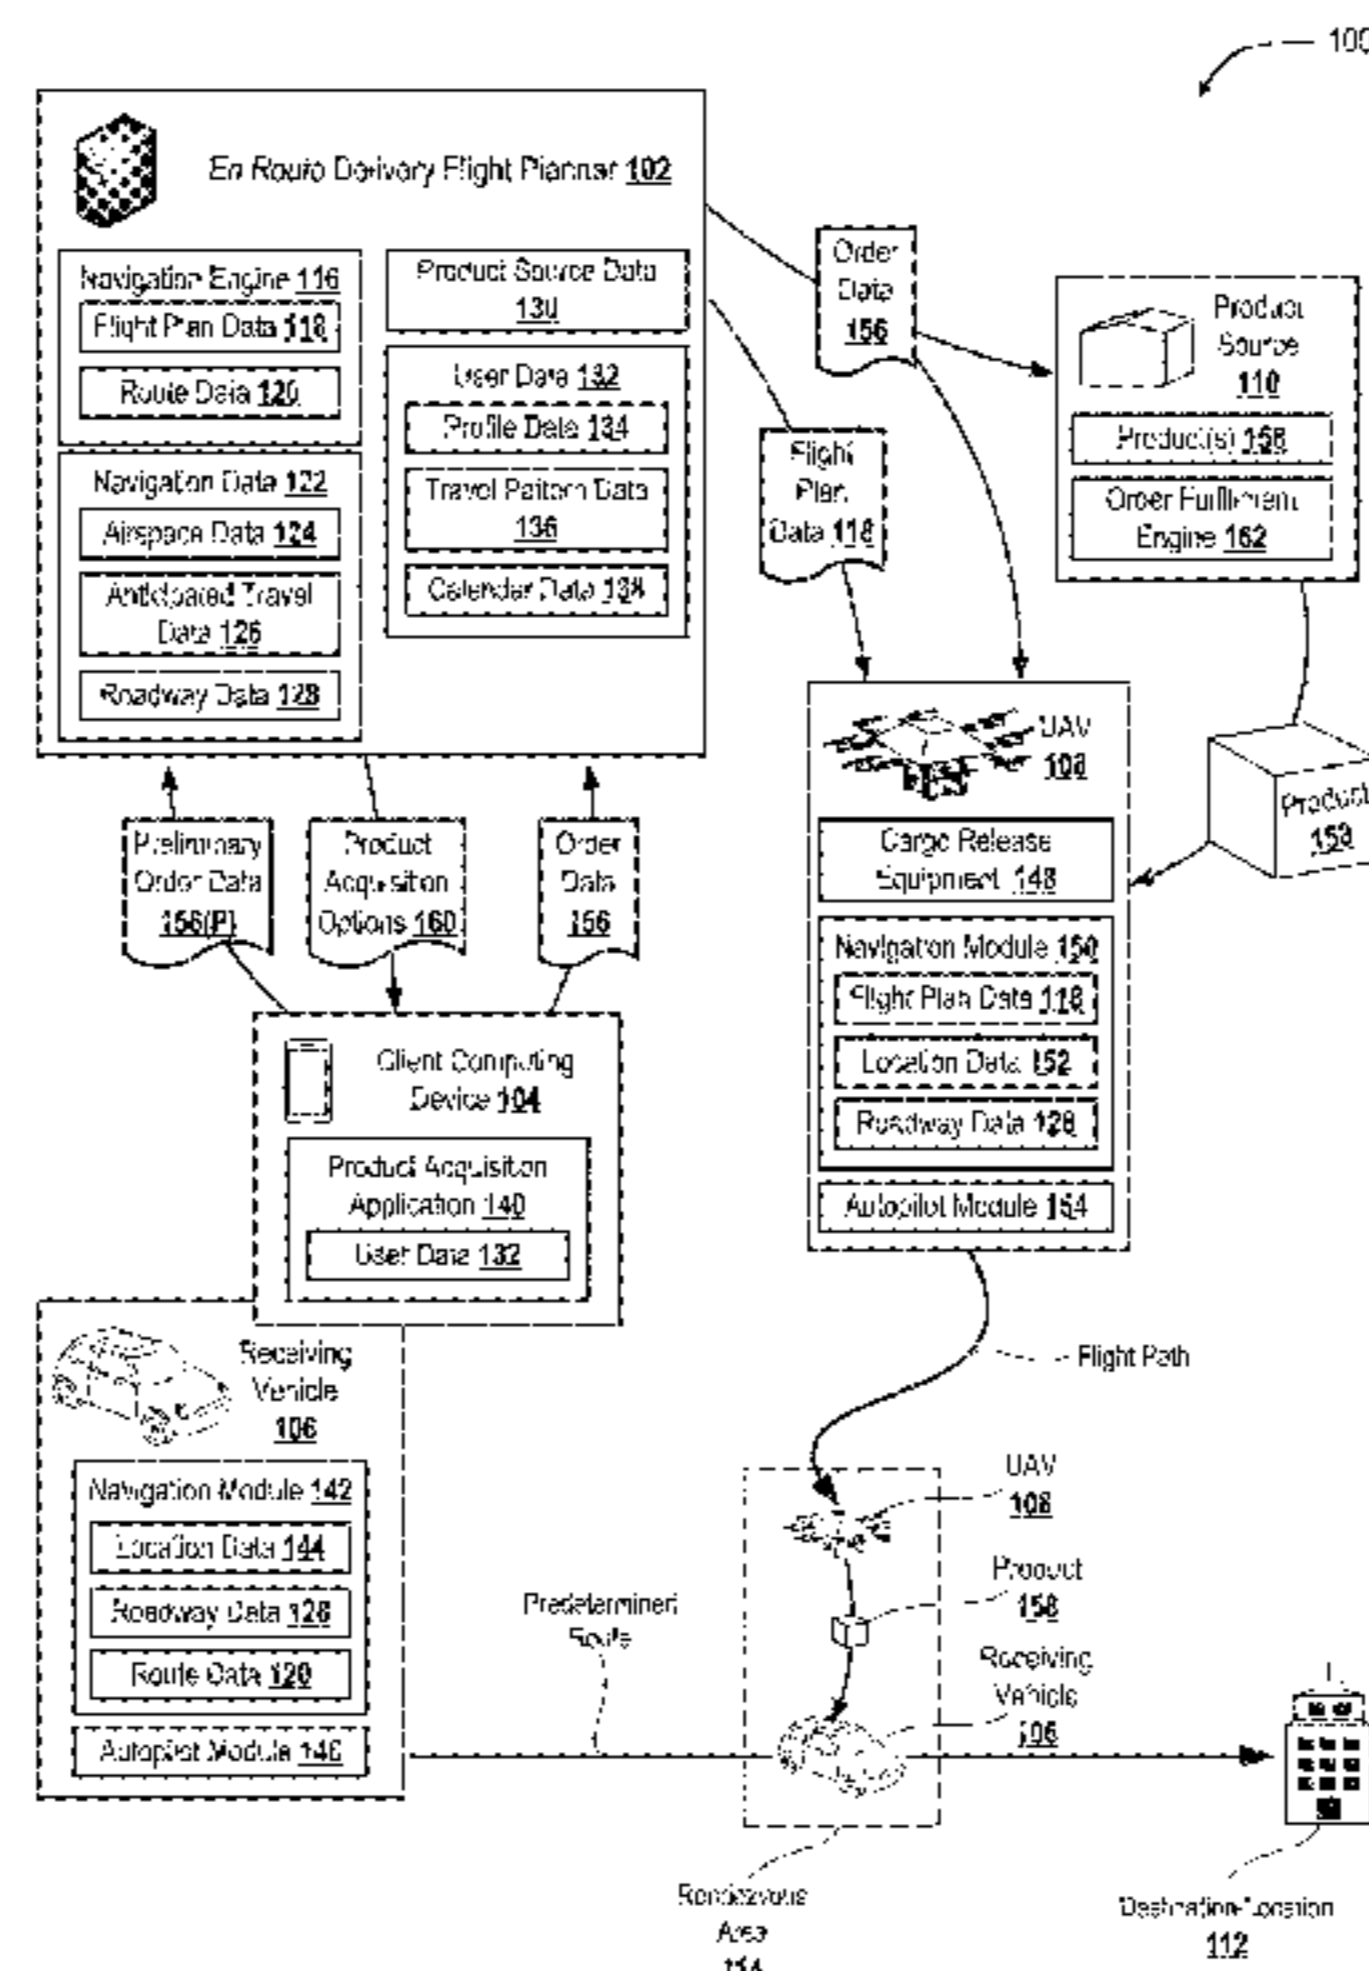 100
En Route Delivery Flight Planner 102
Navigation Engine 116
Flight Plan Data 118
Route Data 120
Navigation Data 122
Airspace Data 124
Anticipated Travel
Data 126
Roadway Data 128
Product Source Data
130
User Data 132
Profile Data 134
Travel Pattern Data
136
Calendar Data 138
Order
Data
156
Flight
Plan
Data 118
Product
Source
110
Product(s) 158
Order Fulfillment
Engine 162
UAV
108
Cargo Release
Equipment 148
Navigation Module 150
Flight Plan Data 118
Location Data 152
Roadway Data 128
Autopilot Module 154
Product
158
Preliminary
Order Data
156(P)
Product
Acquisition
Options 160
Order
Data
156
Client Computing
Device 104
Product Acquisition
Application 140
User Data 132
Receiving
Vehicle
106
Navigation Module 142
Location Data 144
Roadway Data 128
Route Data 120
Autopilot Module 146
Flight Path
UAV
108
Product
158
Receiving
Vehicle
106
Predetermined
Route
Rendezvous
Area
114
Destination Location
112